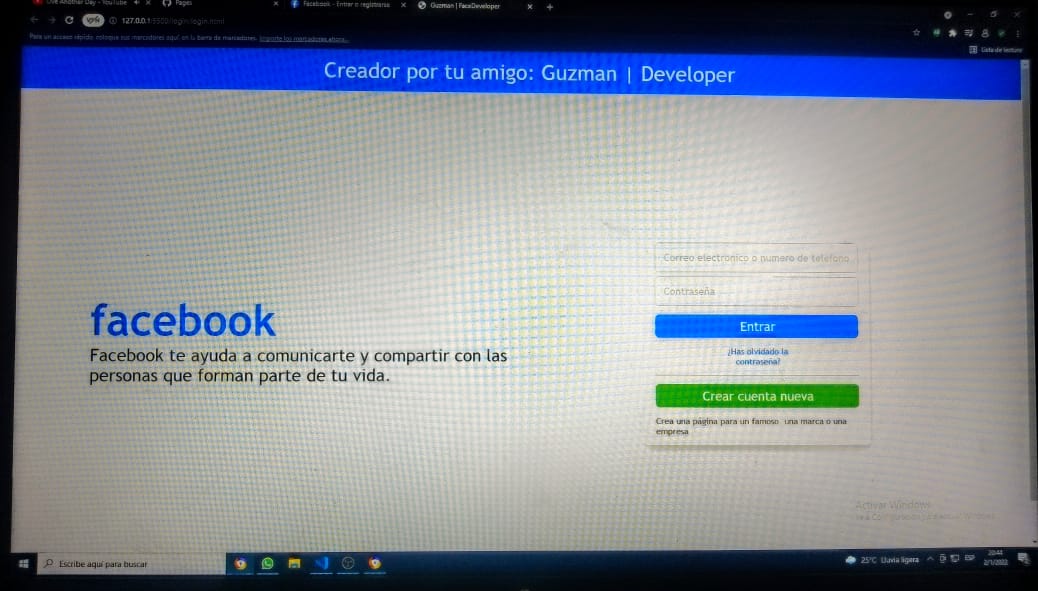 Live Another Day - YouTube
Pages
Facebook - Entrar o registrarse
Guzman | FaceDeveloper
VPN
127.0.0.1:5500/login/login.html
Para un acceso rápido, coloque sus marcadores aquí en la barra de marcadores. Importe los marcadores ahora...
Lista de lectura
Creador por tu amigo: Guzman | Developer
Correo electronico o numero de telefono
Contraseña
Entrar
¿Has olvidado la
contraseña?
Crear cuenta nueva
Crea una página para un famoso una marca o una
empresa
facebook
Facebook te ayuda a comunicarte y compartir con las
personas que forman parte de tu vida.
Activar Windows
Ve a Configuración para activar Windows.
Escribe aquí para buscar
25°C Lluvia ligera
ESP
20:44
2/1/2022